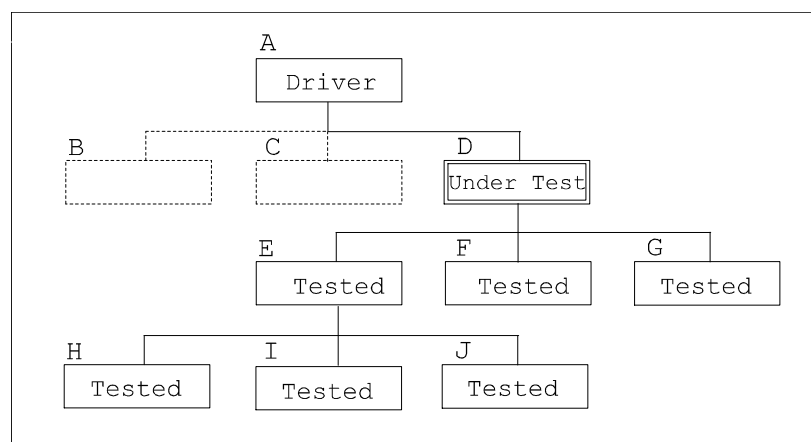 A
Driver
B C D
Under Test
E F G
Tested Tested Tested
H I J
Tested Tested Tested